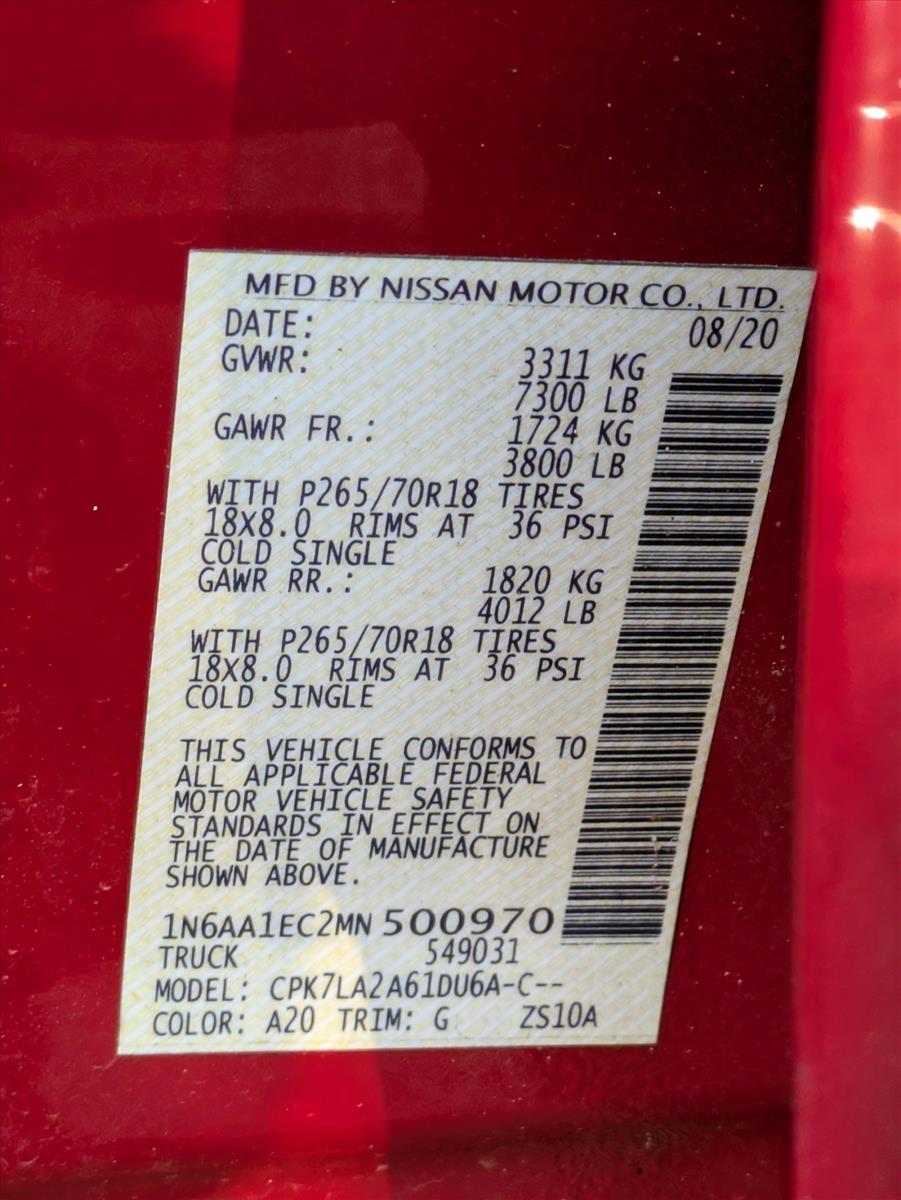 MFD BY NISSAN MOTOR CO., LTD.
DATE: 08/20
GVWR: 3311 KG
7300 LB
GAWR FR.: 1724 KG
3800 LB
WITH P265/70R18 TIRES
18X8.0 RIMS AT 36 PSI
COLD SINGLE
GAWR RR.: 1820 KG
4012 LB
WITH P265/70R18 TIRES
18X8.0 RIMS AT 36 PSI
COLD SINGLE
THIS VEHICLE CONFORMS TO
ALL APPLICABLE FEDERAL
MOTOR VEHICLE SAFETY
STANDARDS IN EFFECT ON
THE DATE OF MANUFACTURE
SHOWN ABOVE.
1N6AA1EC2MN500970
TRUCK 549031
MODEL: CPK7LA2A61DU6A-C--
COLOR: A20 TRIM: G ZS10A